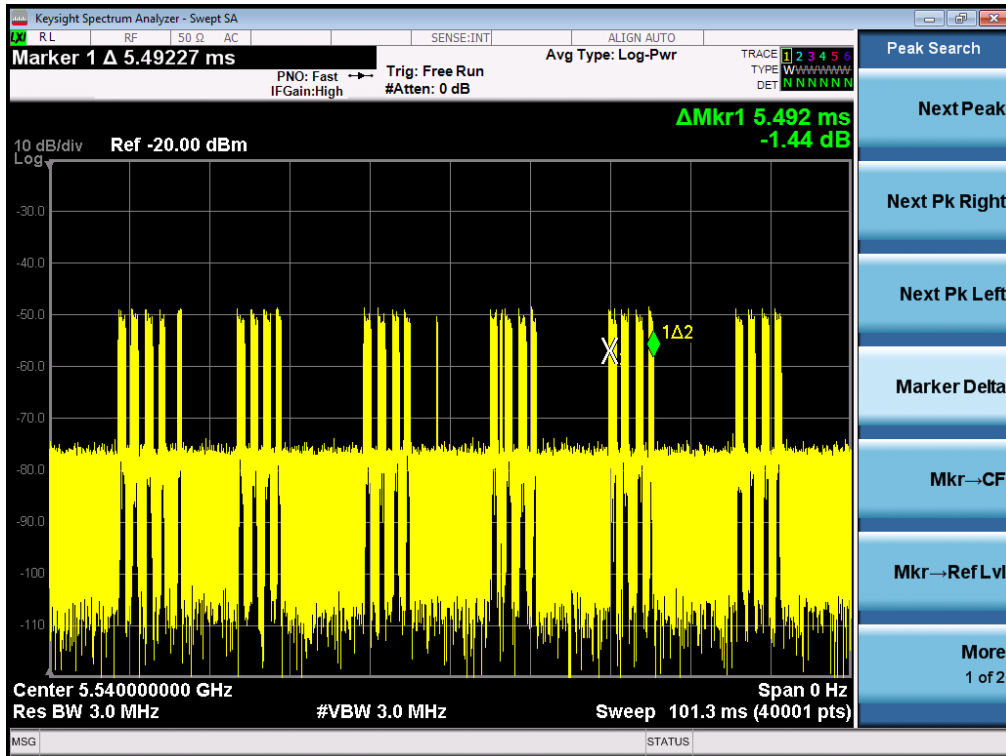 Keysight Spectrum Analyzer - Swept SA
LXI RL RF 50 Ω AC SENSE:INT ALIGN AUTO
Marker 1 Δ 5.49227 ms
PNO: Fast
IFGain:High
Trig: Free Run
#Atten: 0 dB
Avg Type: Log-Pwr
TRACE 1 2 3 4 5 6
TYPE WWWWWW
DET N N N N N N
ΔMkr1 5.492 ms
-1.44 dB
10 dB/div Ref -20.00 dBm
Log
-30.0
-40.0
-50.0
-60.0
-70.0
-80.0
-90.0
-100
-110
1Δ2
Center 5.540000000 GHz
Span 0 Hz
Res BW 3.0 MHz
#VBW 3.0 MHz
Sweep 101.3 ms (40001 pts)
MSG
STATUS
Peak Search
Next Peak
Next Pk Right
Next Pk Left
Marker Delta
Mkr→CF
Mkr→Ref Lvl
More
1 of 2